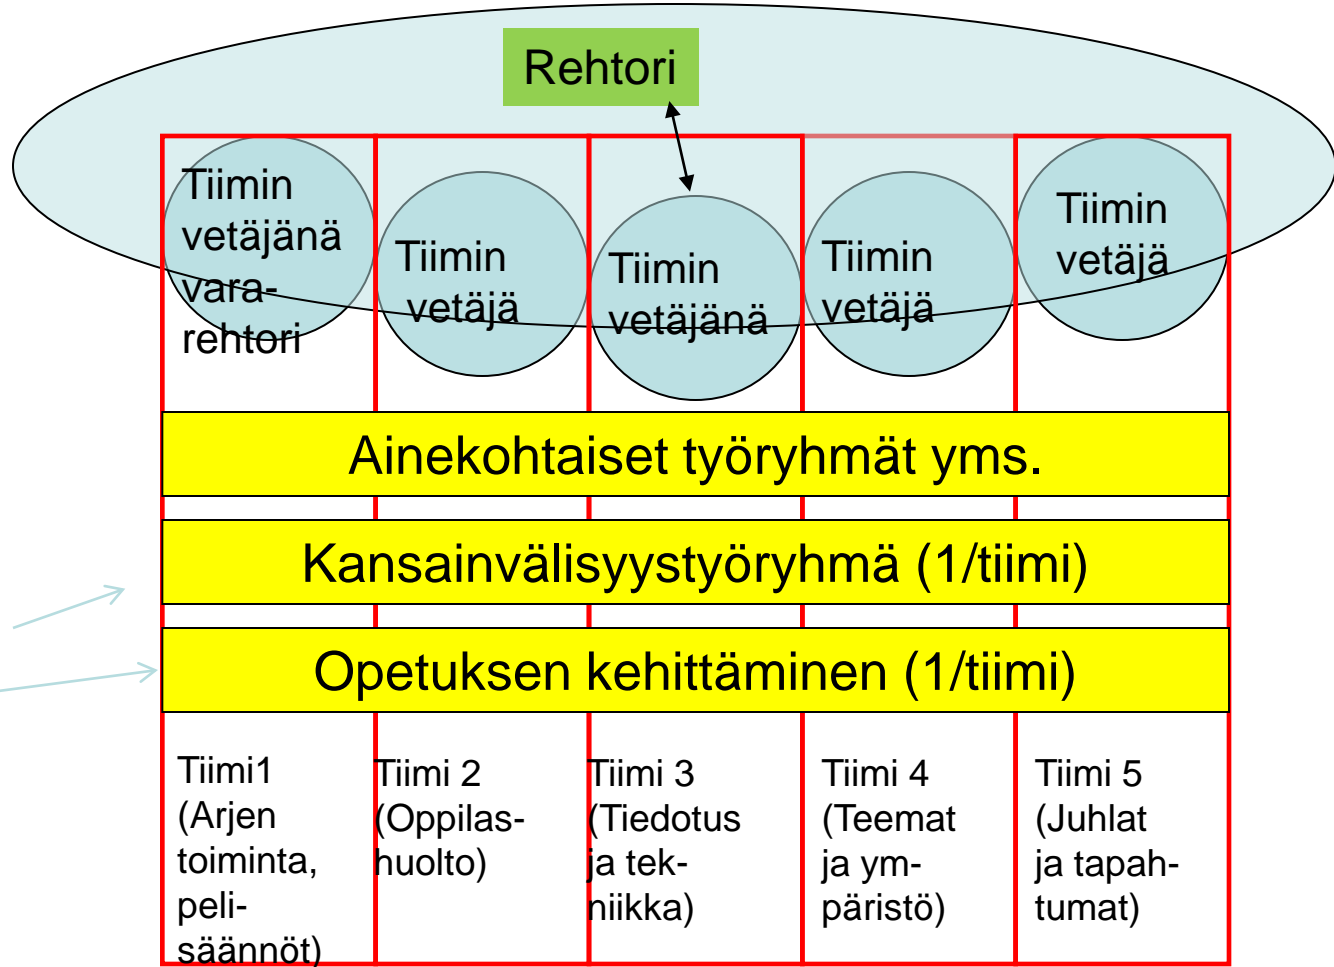 Rehtori
Tiimin
vetäjänä
vara-
rehtori
Tiimin
vetäjä
Tiimin
vetäjänä
Tiimin
vetäjä
Tiimin
vetäjä
Ainekohtaiset työryhmät yms.
Kansainvälisyystyöryhmä (1/tiimi)
Opetuksen kehittäminen (1/tiimi)
Tiimi1
(Arjen
toiminta,
peli-
säännöt)
Tiimi 2
(Oppilas-
huolto)
Tiimi 3
(Tiedotus
ja tek-
niikka)
Tiimi 4
(Teemat
ja ym-
päristö)
Tiimi 5
(Juhlat
ja tapah-
tumat)